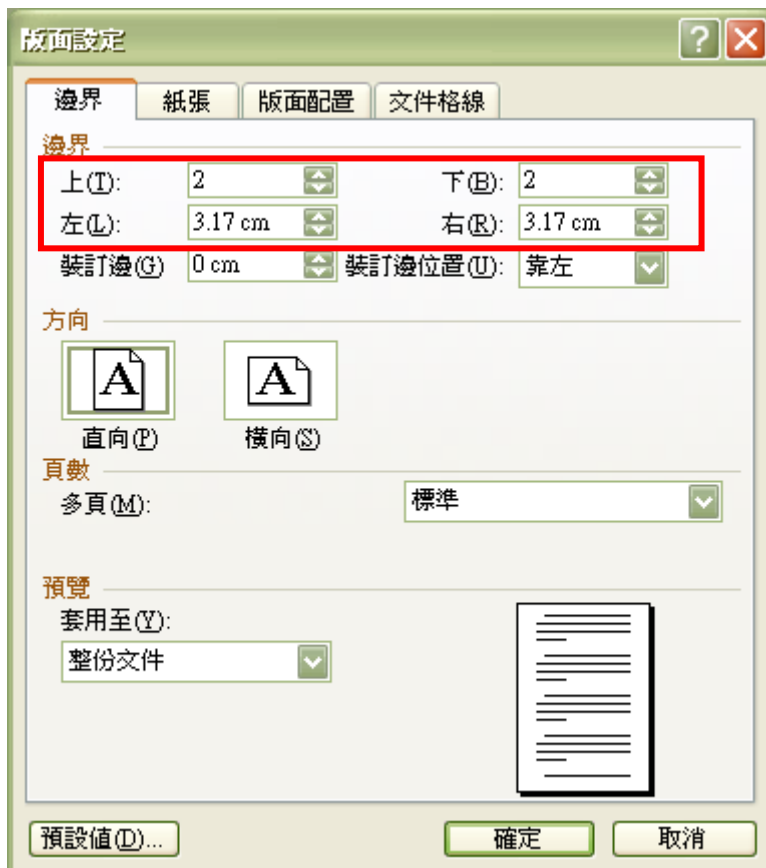 版面設定
邊界 紙張 版面配置 文件格線
邊界
上(T): 2 下(B): 2
左(L): 3.17 cm 右(R): 3.17 cm
裝訂邊(G) 0 cm 裝訂邊位置(U): 靠左
方向
A A
直向(P) 橫向(S)
頁數
多頁(M): 標準
預覽
套用至(Y):
整份文件
預設值(D)... 確定 取消